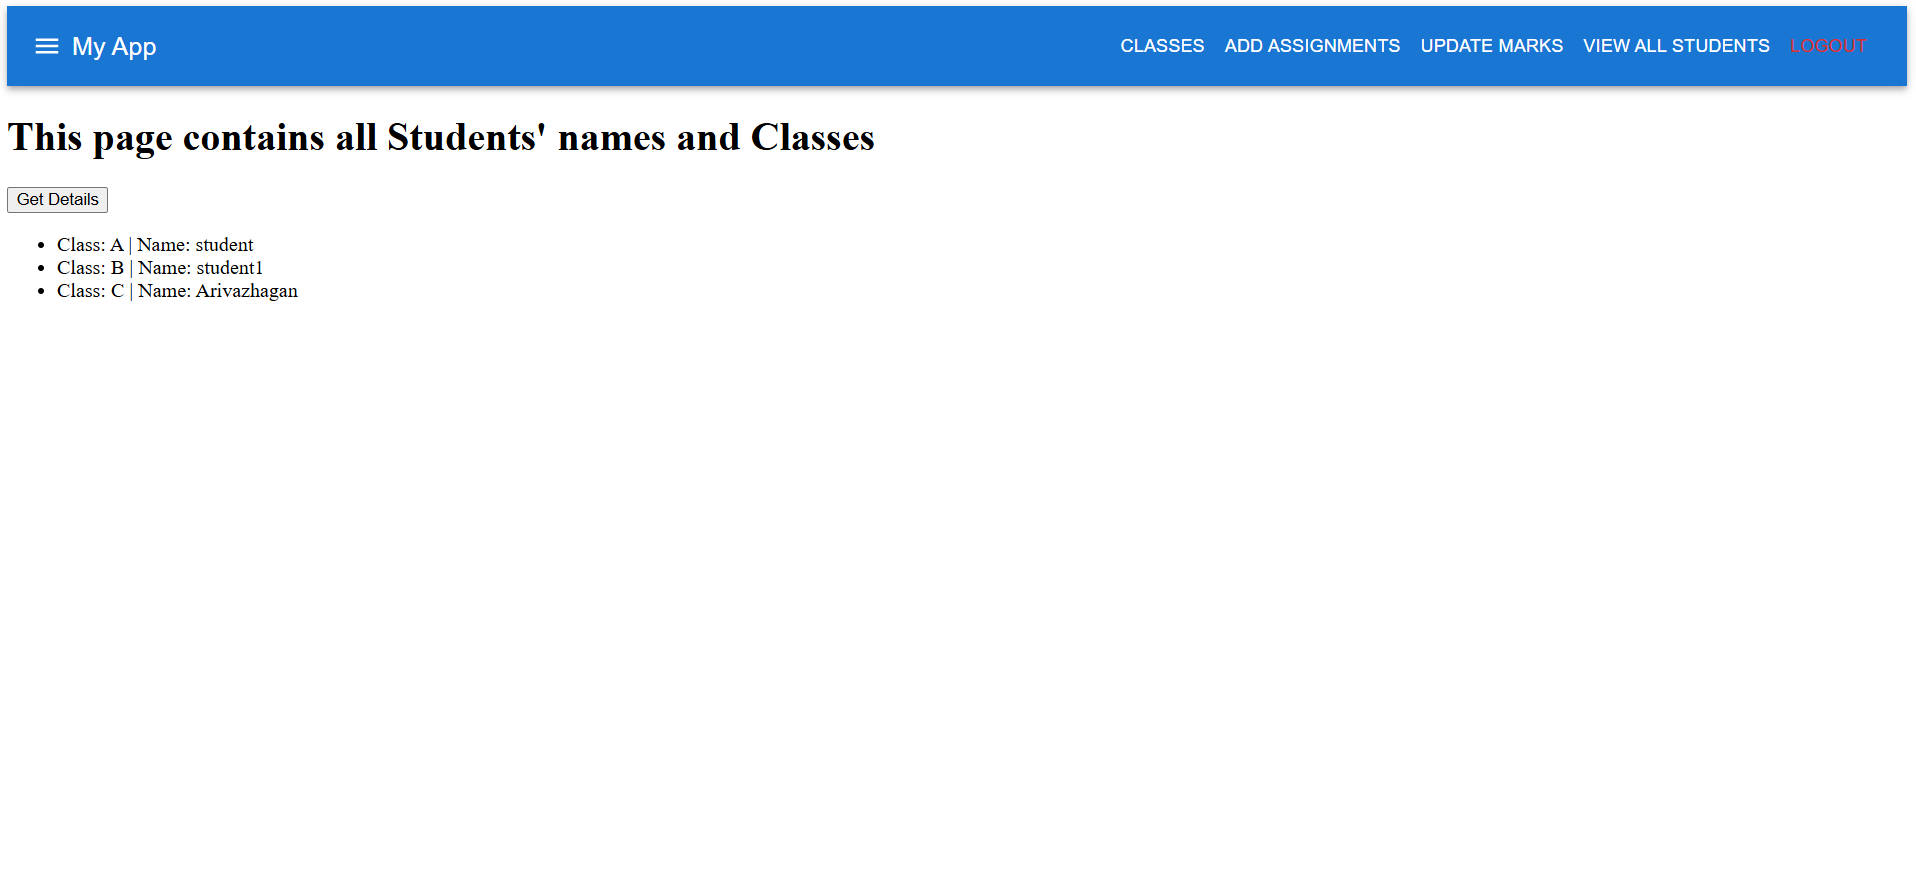 My App CLASSES ADD ASSIGNMENTS UPDATE MARKS VIEW ALL STUDENTS LOGOUT
This page contains all Students' names and Classes
Get Details
Class: A | Name: student
Class: B | Name: student1
Class: C | Name: Arivazhagan